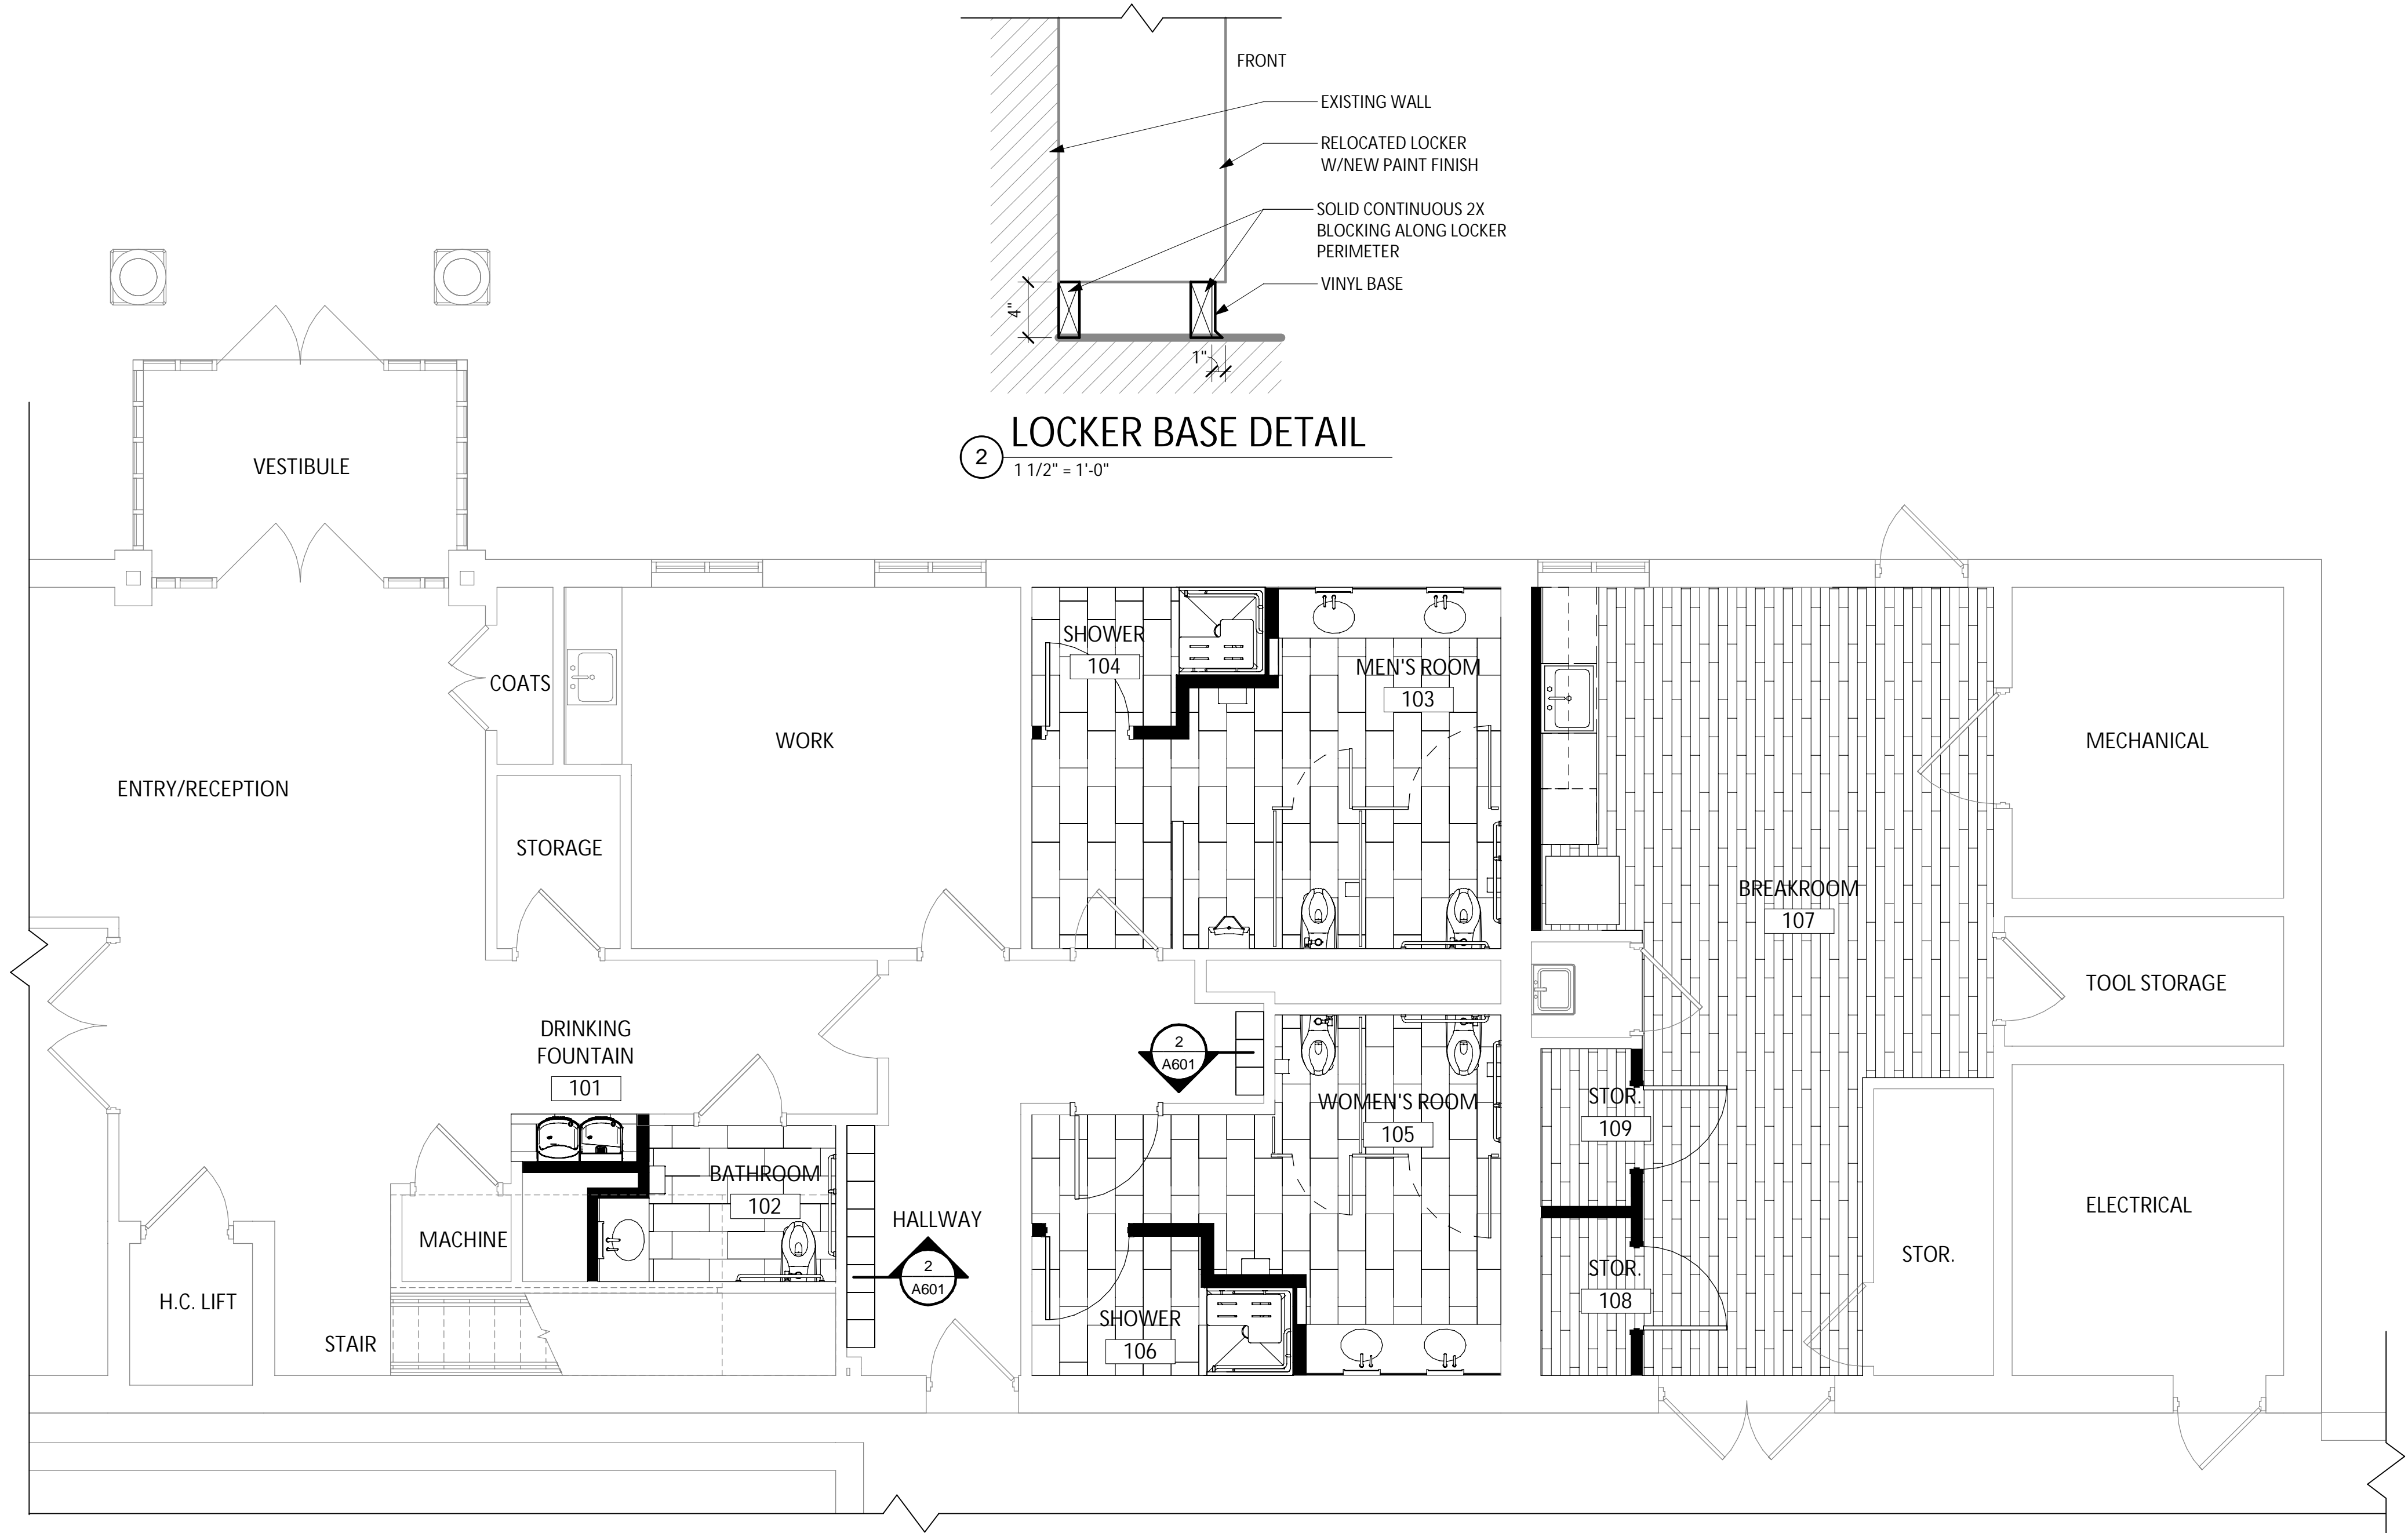 FRONT
EXISTING WALL
RELOCATED LOCKER
W/NEW PAINT FINISH
SOLID CONTINUOUS 2X
BLOCKING ALONG LOCKER
PERIMETER
VINYL BASE
4"
1"
2
LOCKER BASE DETAIL
1 1/2" = 1'-0"
VESTIBULE
ENTRY/RECEPTION
COATS
STORAGE
WORK
SHOWER
104
MEN'S ROOM
103
BREAKROOM
107
MECHANICAL
TOOL STORAGE
DRINKING
FOUNTAIN
101
2
A601
WOMEN'S ROOM
105
STOR.
109
BATHROOM
102
MACHINE
HALLWAY
2
A601
H.C. LIFT
STAIR
SHOWER
106
STOR.
108
STOR.
ELECTRICAL